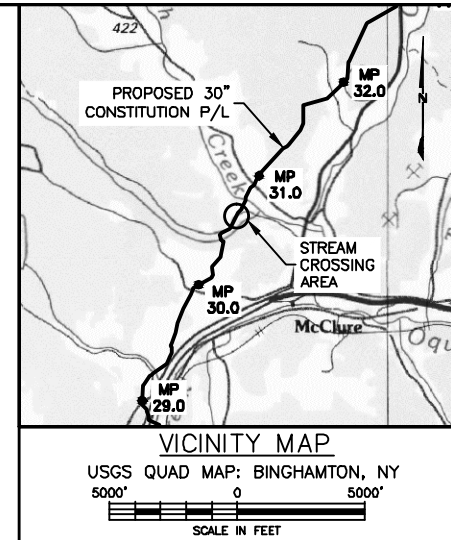 422
PROPOSED 30"
CONSTITUTION P/L
MP
32.0
N
Creek
MP
31.0
STREAM
CROSSING
AREA
MP
30.0
McClure
Oqu
MP
29.0
VICINITY MAP
USGS QUAD MAP: BINGHAMTON, NY
5000' 0 5000'
SCALE IN FEET